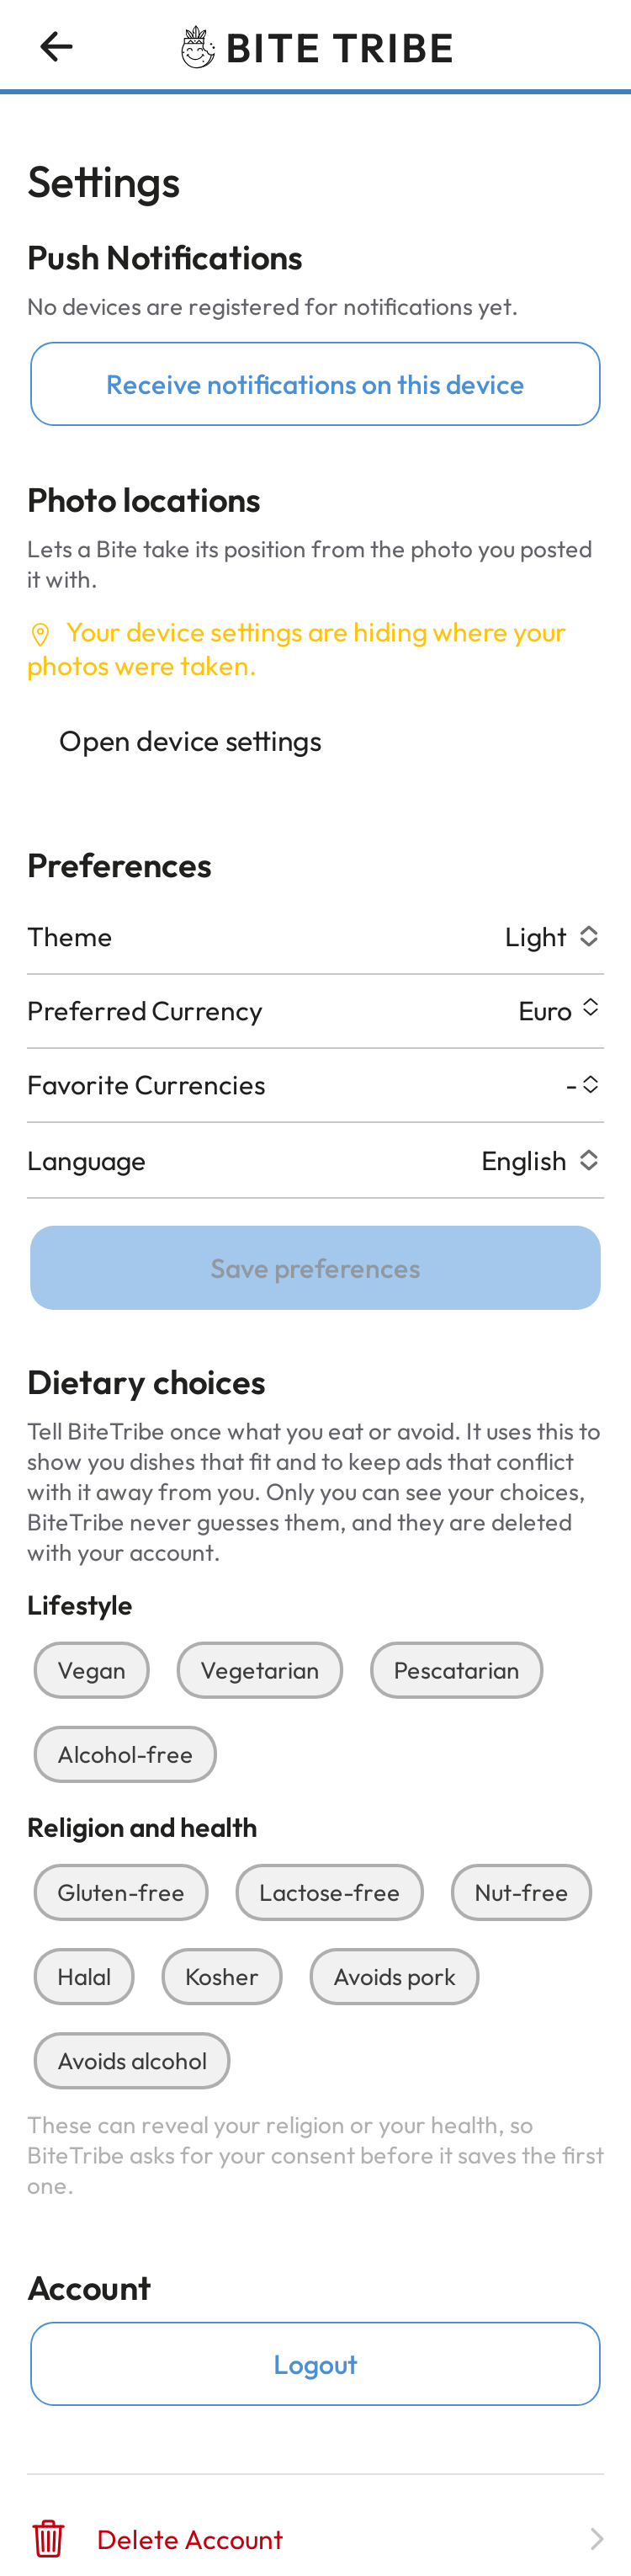 BITE TRIBE
Settings
Push Notifications
No devices are registered for notifications yet.
Receive notifications on this device
Photo locations
Lets a Bite take its position from the photo you posted
it with.
Your device settings are hiding where your
photos were taken.
Open device settings
Preferences
Theme Light
Preferred Currency Euro
Favorite Currencies -
Language English
Save preferences
Dietary choices
Tell BiteTribe once what you eat or avoid. It uses this to
show you dishes that fit and to keep ads that conflict
with it away from you. Only you can see your choices,
BiteTribe never guesses them, and they are deleted
with your account.
Lifestyle
Vegan Vegetarian Pescatarian
Alcohol-free
Religion and health
Gluten-free Lactose-free Nut-free
Halal Kosher Avoids pork
Avoids alcohol
These can reveal your religion or your health, so
BiteTribe asks for your consent before it saves the first
one.
Account
Logout
Delete Account